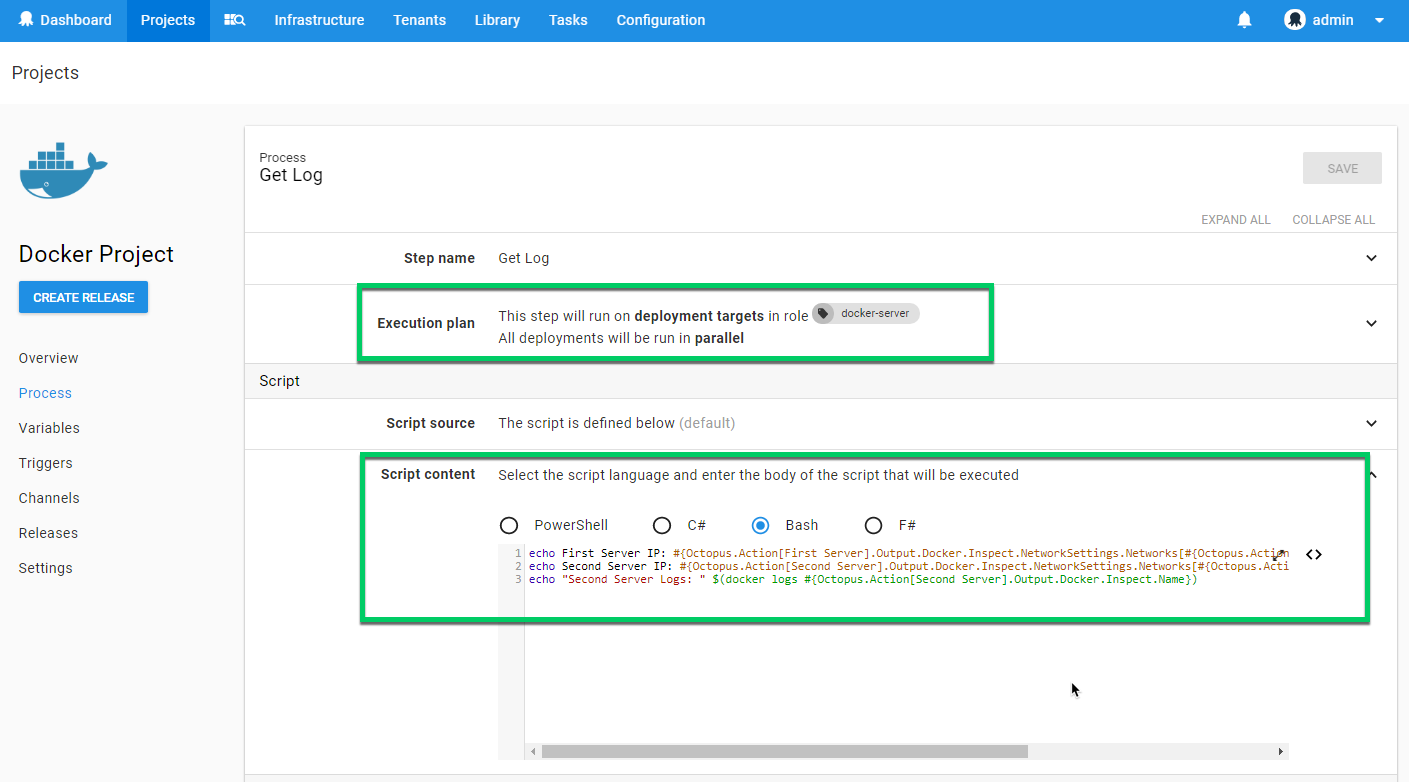 Dashboard Projects Infrastructure Tenants Library Tasks Configuration admin
Projects
Docker Project
CREATE RELEASE
Overview
Process
Variables
Triggers
Channels
Releases
Settings
Process
Get Log
SAVE
EXPAND ALL COLLAPSE ALL
Step name Get Log
Execution plan This step will run on deployment targets in role docker-server
All deployments will be run in parallel
Script
Script source The script is defined below (default)
Script content Select the script language and enter the body of the script that will be executed
PowerShell C# Bash F#
1 echo First Server IP: #{Octopus.Action[First Server].Output.Docker.Inspect.NetworkSettings.Networks[#{Octopus.Action
2 echo Second Server IP: #{Octopus.Action[Second Server].Output.Docker.Inspect.NetworkSettings.Networks[#{Octopus.Acti
3 echo "Second Server Logs: " $(docker logs #{Octopus.Action[Second Server].Output.Docker.Inspect.Name})